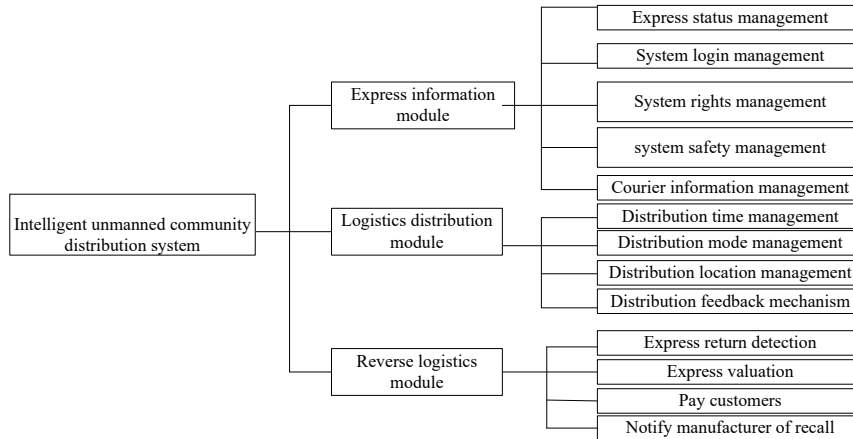 Intelligent unmanned community
distribution system
Express information
module
Express status management
System login management
System rights management
system safety management
Courier information management
Logistics distribution
module
Distribution time management
Distribution mode management
Distribution location management
Distribution feedback mechanism
Reverse logistics
module
Express return detection
Express valuation
Pay customers
Notify manufacturer of recall